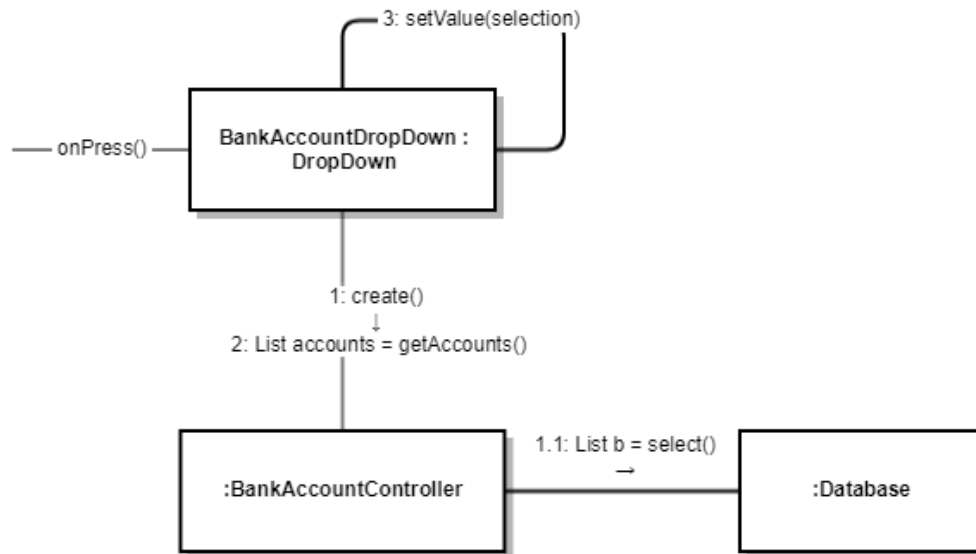 3: setValue(selection)
BankAccountDropDown :
DropDown
onPress()
1: create()
↓
2: List accounts = getAccounts()
1.1: List b = select()
→
:BankAccountController
:Database